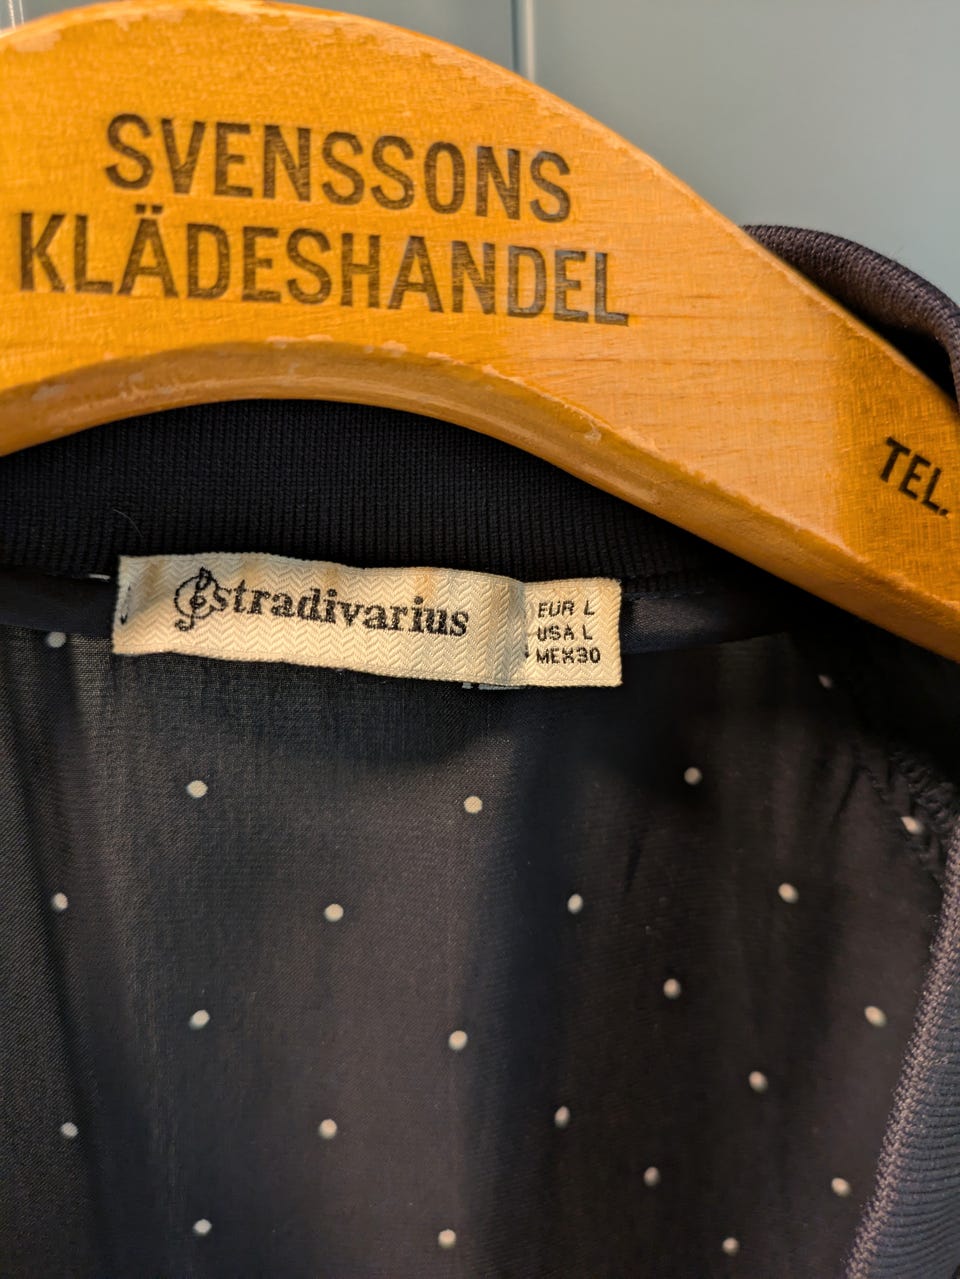 SVENSSONS
KLÄDESHANDEL
TEL.
stradivarius
EUR L
USA L
MEX30